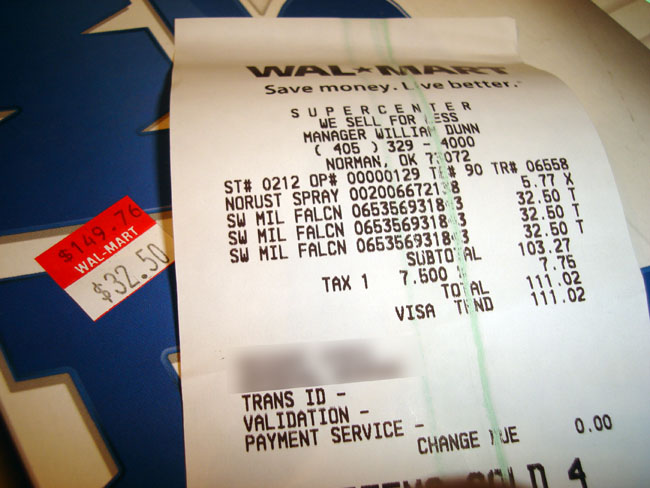 WAL★MART
Save money. Live better.
SUPERCENTER
WE SELL FOR LESS
MANAGER WILLIAM DUNN
( 405 ) 329 - 4000
NORMAN, OK 73072
ST# 0212 OP# 00000129 TE# 90 TR# 06558
NORUST SPRAY 5.77 X
SW MIL FALCN 32.50 T
SW MIL FALCN 32.50 T
SW MIL FALCN 32.50 T
SUBTOTAL 103.27
TAX 1 7.500 % 7.75
TOTAL 111.02
VISA TEND 111.02
TRANS ID -
VALIDATION -
PAYMENT SERVICE -
CHANGE DUE 0.00
ITEMS SOLD 4
$149.76
WAL-MART
$32.50